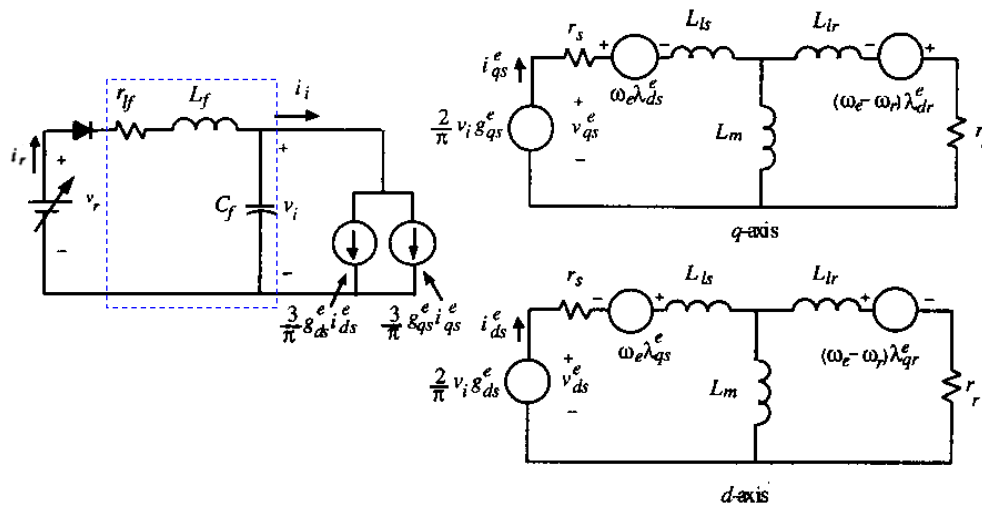 r_lf
L_f
i_i
i_r
+
v_r
−
C_f
+
v_i
−
3/π g^e_ds i^e_ds
3/π g^e_qs i^e_qs
r_s
+
−
L_ls
L_lr
−
+
i^e_qs
ω_e λ^e_ds
(ω_e − ω_r) λ^e_dr
2/π v_i g^e_qs
+
v^e_qs
−
L_m
r
q-axis
r_s
−
+
L_ls
L_lr
+
−
i^e_ds
ω_e λ^e_qs
(ω_e − ω_r) λ^e_qr
2/π v_i g^e_ds
+
v^e_ds
−
L_m
r_r
d-axis